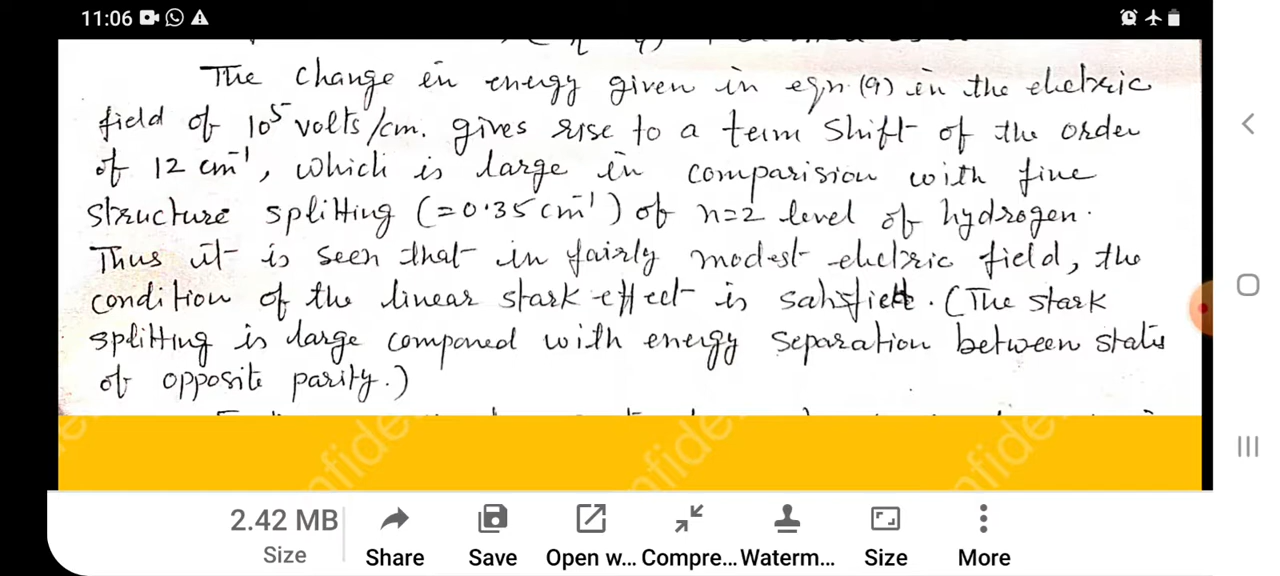 11:06
The change in energy given in eqn.(9) in the electric
field of 10⁵ volts/cm. gives rise to a term shift of the order
of 12 cm⁻¹, which is large in comparision with fine
structure splitting (=0.35 cm⁻¹) of n=2 level of hydrogen.
Thus it is seen that in fairly modest electric field, the
condition of the linear stark effect is
(The stark
splitting is large compared with energy separation between states
of opposite parity.)
2.42 MB
Size
Share
Save
Open w...
Compre...
Waterm...
Size
More